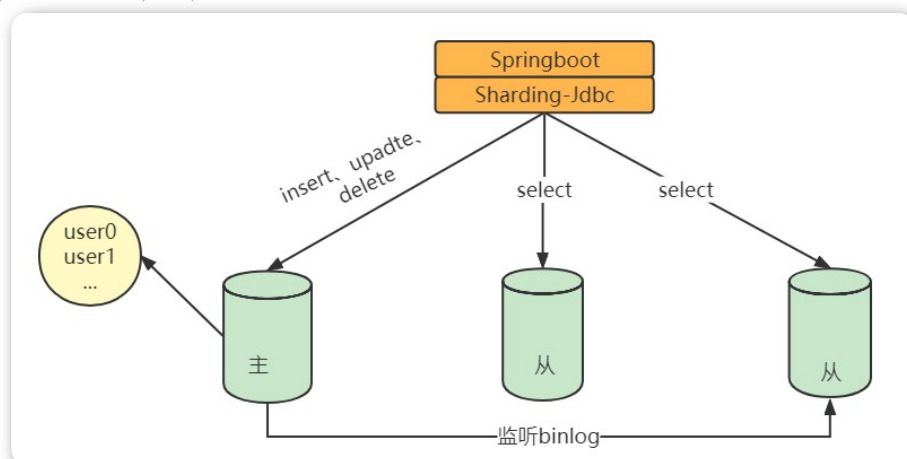 Springboot
Sharding-Jdbc
insert、upadte、
delete
select
select
user0
user1
...
主
从
从
监听binlog